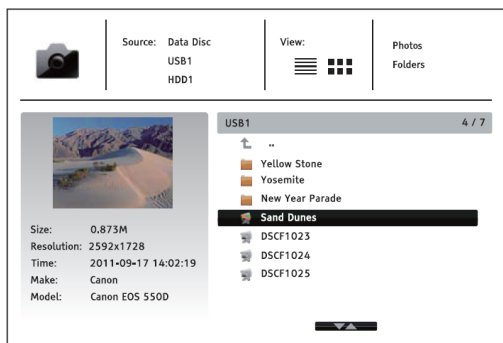 Source: Data Disc
USB1
HDD1
View:
Photos
Folders
Size: 0.873M
Resolution: 2592x1728
Time: 2011-09-17 14:02:19
Make: Canon
Model: Canon EOS 550D
USB1 4 / 7
..
Yellow Stone
Yosemite
New Year Parade
Sand Dunes
DSCF1023
DSCF1024
DSCF1025